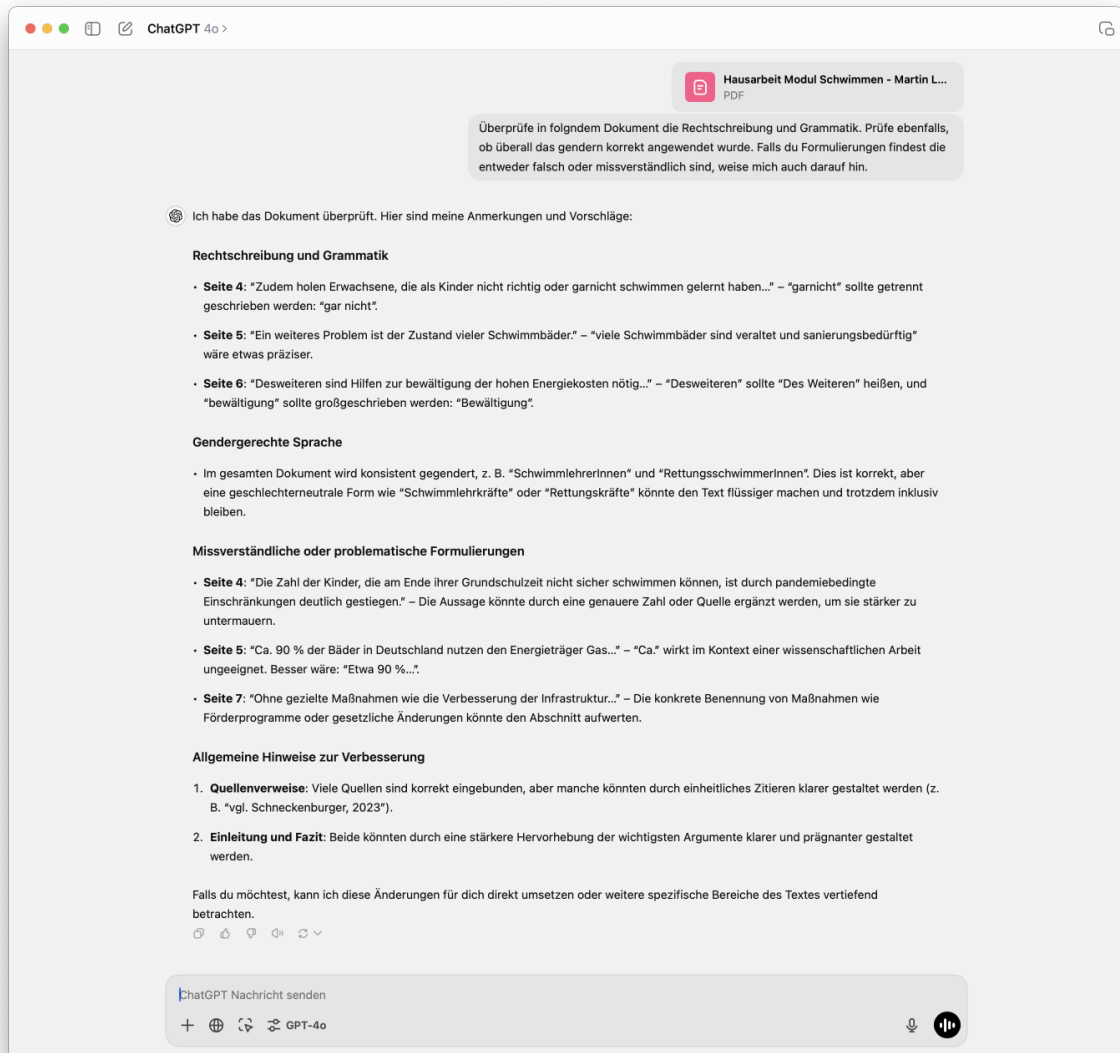 ChatGPT 4o >
Hausarbeit Modul Schwimmen - Martin L...
PDF
Überprüfe in folgndem Dokument die Rechtschreibung und Grammatik. Prüfe ebenfalls,
ob überall das gendern korrekt angewendet wurde. Falls du Formulierungen findest die
entweder falsch oder missverständlich sind, weise mich auch darauf hin.
Ich habe das Dokument überprüft. Hier sind meine Anmerkungen und Vorschläge:
Rechtschreibung und Grammatik
• Seite 4: “Zudem holen Erwachsene, die als Kinder nicht richtig oder garnicht schwimmen gelernt haben...” – “garnicht” sollte getrennt
geschrieben werden: “gar nicht”.
• Seite 5: “Ein weiteres Problem ist der Zustand vieler Schwimmbäder.” – “viele Schwimmbäder sind veraltet und sanierungsbedürftig”
wäre etwas präziser.
• Seite 6: “Desweiteren sind Hilfen zur bewältigung der hohen Energiekosten nötig...” – “Desweiteren” sollte “Des Weiteren” heißen, und
“bewältigung” sollte großgeschrieben werden: “Bewältigung”.
Gendergerechte Sprache
• Im gesamten Dokument wird konsistent gegendert, z. B. “SchwimmlehrerInnen” und “RettungsschwimmerInnen”. Dies ist korrekt, aber
eine geschlechterneutrale Form wie “Schwimmlehrkräfte” oder “Rettungskräfte” könnte den Text flüssiger machen und trotzdem inklusiv
bleiben.
Missverständliche oder problematische Formulierungen
• Seite 4: “Die Zahl der Kinder, die am Ende ihrer Grundschulzeit nicht sicher schwimmen können, ist durch pandemiebedingte
Einschränkungen deutlich gestiegen.” – Die Aussage könnte durch eine genauere Zahl oder Quelle ergänzt werden, um sie stärker zu
untermauern.
• Seite 5: “Ca. 90 % der Bäder in Deutschland nutzen den Energieträger Gas...” – “Ca.” wirkt im Kontext einer wissenschaftlichen Arbeit
ungeeignet. Besser wäre: “Etwa 90 %...”.
• Seite 7: “Ohne gezielte Maßnahmen wie die Verbesserung der Infrastruktur...” – Die konkrete Benennung von Maßnahmen wie
Förderprogramme oder gesetzliche Änderungen könnte den Abschnitt aufwerten.
Allgemeine Hinweise zur Verbesserung
1. Quellenverweise: Viele Quellen sind korrekt eingebunden, aber manche könnten durch einheitliches Zitieren klarer gestaltet werden (z.
B. “vgl. Schneckenburger, 2023”).
2. Einleitung und Fazit: Beide könnten durch eine stärkere Hervorhebung der wichtigsten Argumente klarer und prägnanter gestaltet
werden.
Falls du möchtest, kann ich diese Änderungen für dich direkt umsetzen oder weitere spezifische Bereiche des Textes vertiefend
betrachten.
ChatGPT Nachricht senden
GPT-4o